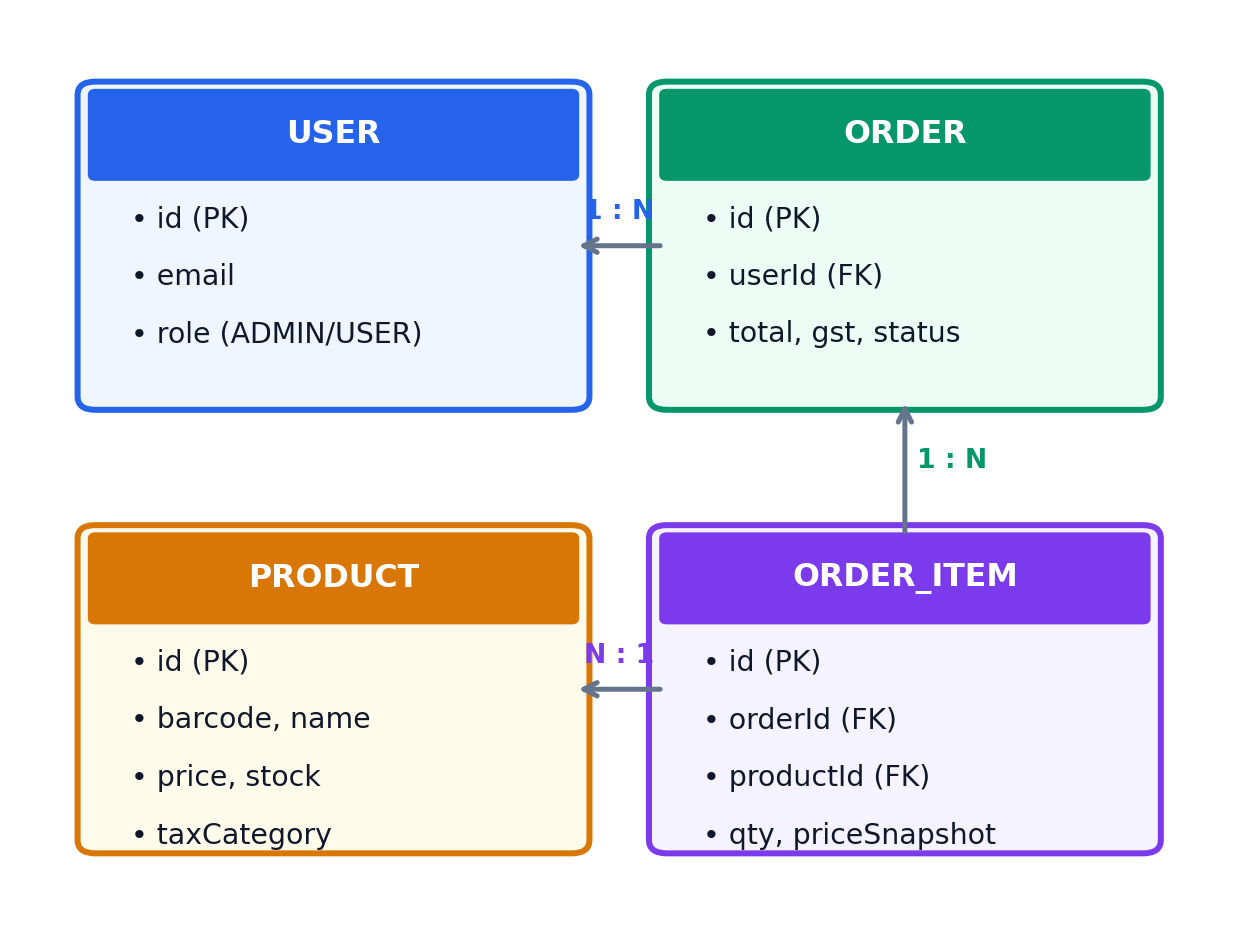 USER
• id (PK)
• email
• role (ADMIN/USER)
1 : N
ORDER
• id (PK)
• userId (FK)
• total, gst, status
1 : N
PRODUCT
• id (PK)
• barcode, name
• price, stock
• taxCategory
N : 1
ORDER_ITEM
• id (PK)
• orderId (FK)
• productId (FK)
• qty, priceSnapshot